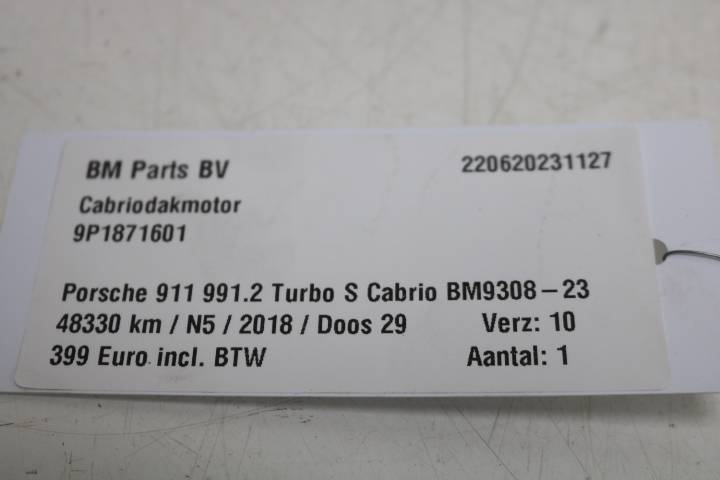 BM Parts BV 220620231127
Cabriodakmotor
9P1871601
Porsche 911 991.2 Turbo S Cabrio BM9308-23
48330 km / N5 / 2018 / Doos 29 Verz: 10
399 Euro incl. BTW Aantal: 1